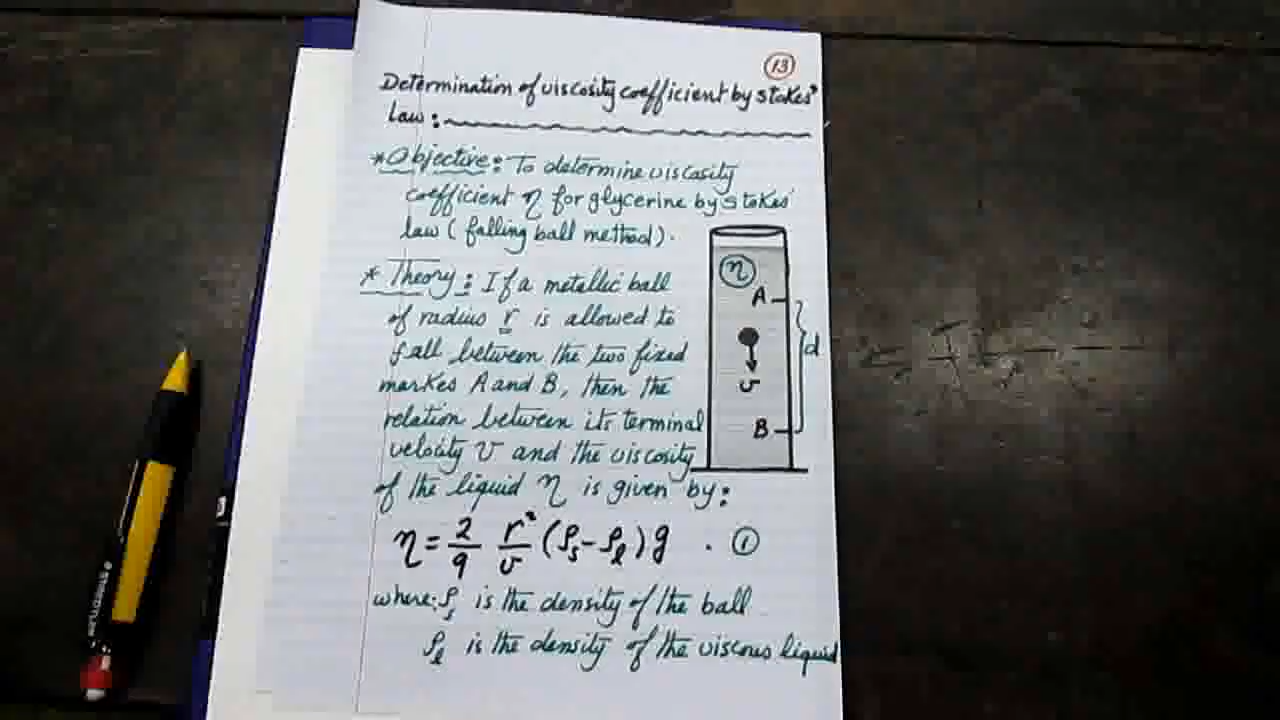 13
Determination of viscosity coefficient by stokes'
law:
*Objective: To determine viscosity
coefficient η for glycerine by stokes'
law (falling ball method).
*Theory: If a metallic ball
of radius r is allowed to
fall between the two fixed
markes A and B, then the
relation between its terminal
velocity v and the viscosity
of the liquid η is given by:
η = 2/9 r²/v (ρs - ρl) g . 1
where: ρs is the density of the ball
ρl is the density of the viscous liquid
η
A
d
v
B